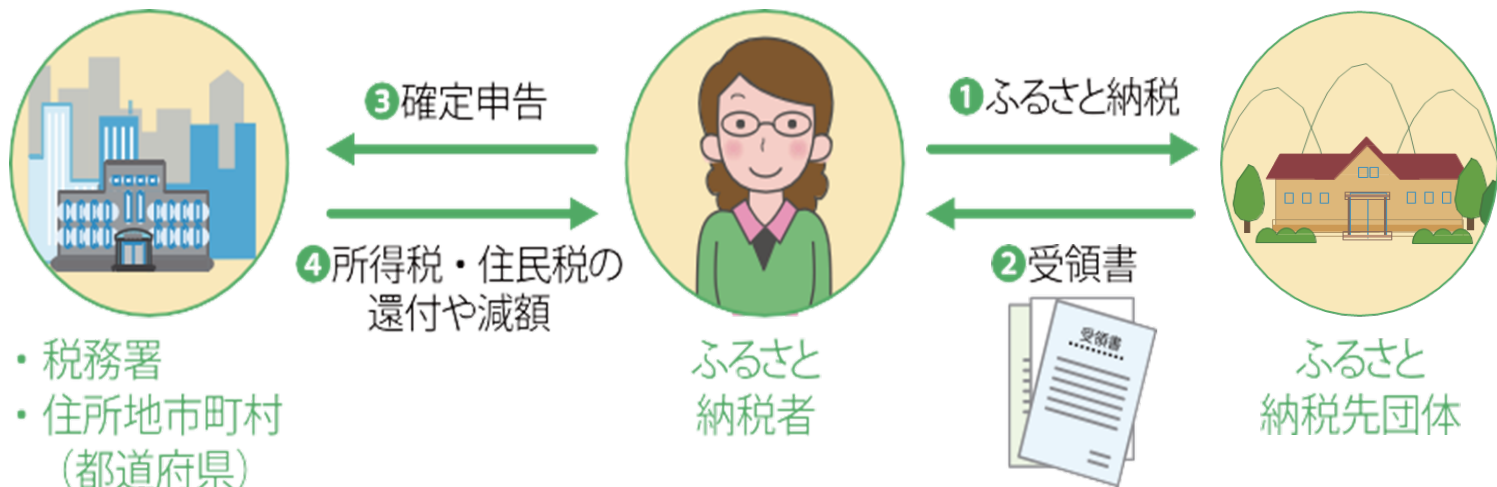 ❸確定申告
❹所得税・住民税の
還付や減額
・税務署
・住所地市町村
（都道府県）
ふるさと
納税者
❶ふるさと納税
❷受領書
受領書
ふるさと
納税先団体